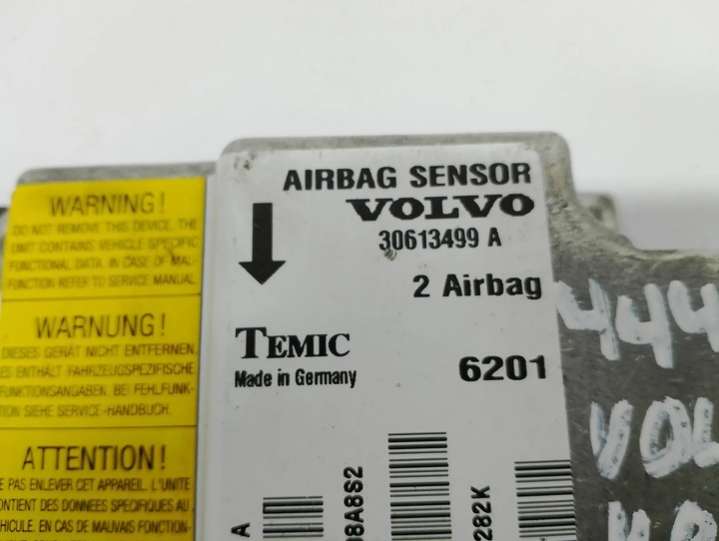 WARNING!
DO NOT REMOVE THIS DEVICE. THE
UNIT CONTAINS VEHICLE SPECIFIC
FUNCTIONAL DATA. IN CASE OF MAL-
FUNCTION REFER TO SERVICE MANUAL.
WARNUNG!
DIESES GERÄT NICHT ENTFERNEN.
ES ENTHÄLT FAHRZEUGSPEZIFISCHE
FUNKTIONSANGABEN. BEI FEHLFUNK-
TION SIEHE SERVICE-HANDBUCH.
ATTENTION!
NE PAS ENLEVER CET APPAREIL. L'UNITE
CONTIENT DES DONNEES SPECIFIQUES AU
VEHICULE. EN CAS DE MAUVAIS FONCTION-
AIRBAG SENSOR
VOLVO
30613499 A
2 Airbag
TEMIC
Made in Germany
6201
A
8A8S2
282K
444
VOL